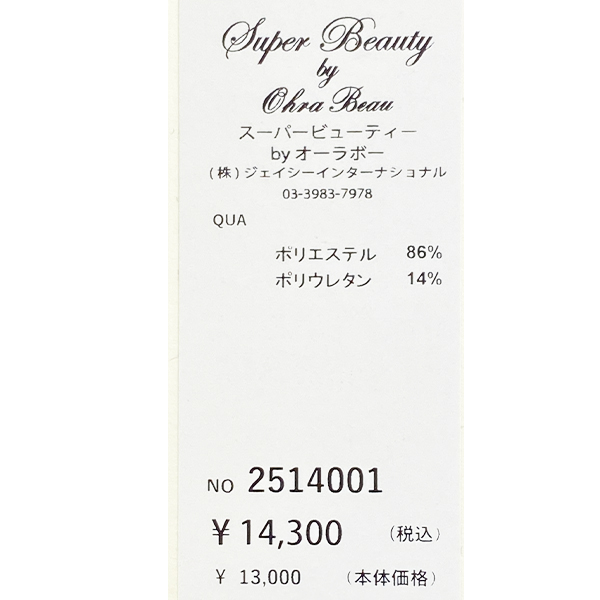 Super Beauty
by
Ohra Beau
スーパービューティー
by オーラボー
(株)ジェイシーインターナショナル
03-3983-7978
QUA
ポリエステル 86%
ポリウレタン 14%
NO 2514001
¥14,300 (税込)
¥ 13,000 (本体価格)